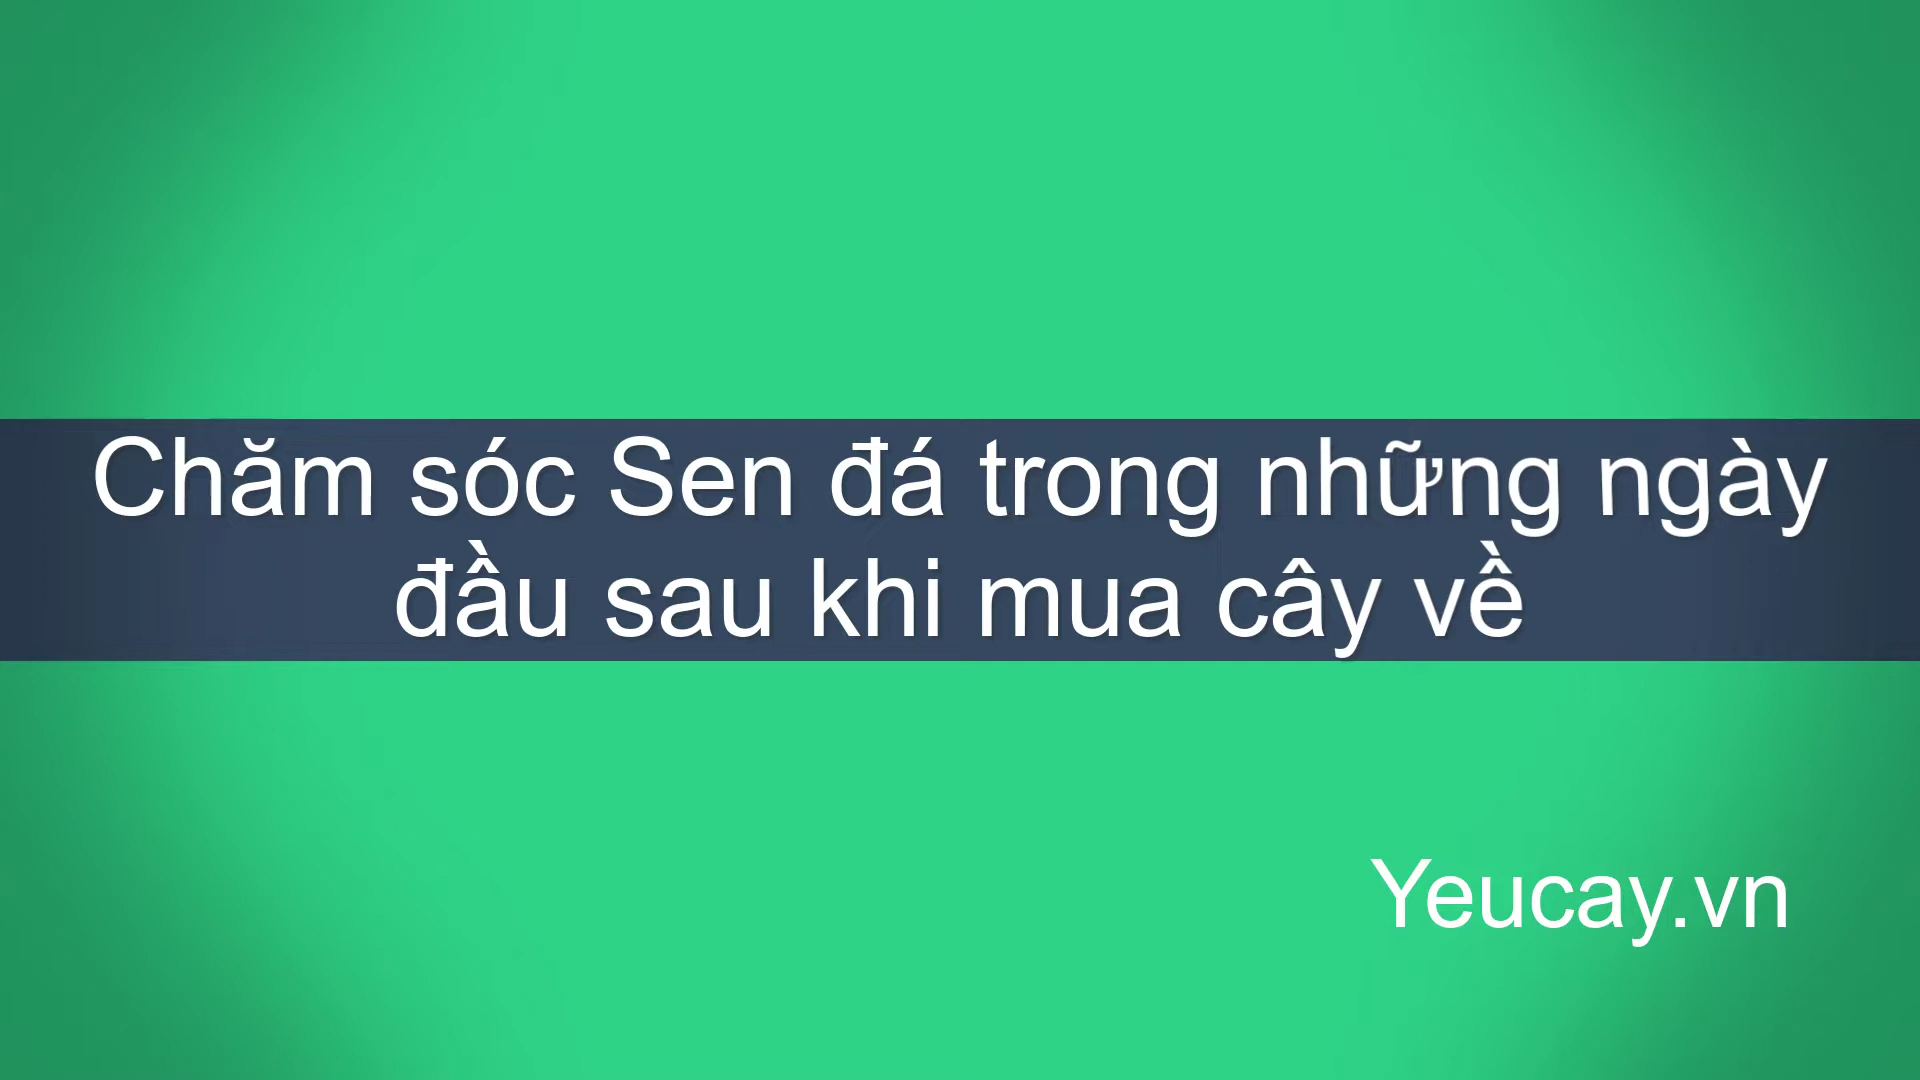 Chăm sóc Sen đá trong những ngày
đầu sau khi mua cây về
Yeucay.vn